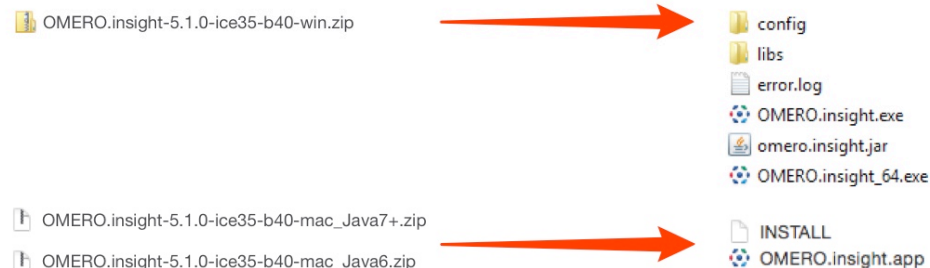 OMERO.insight-5.1.0-ice35-b40-win.zip
config
libs
error.log
OMERO.insight.exe
omero.insight.jar
OMERO.insight_64.exe
OMERO.insight-5.1.0-ice35-b40-mac_Java7+.zip
OMERO.insight-5.1.0-ice35-b40-mac_Java6.zip
INSTALL
OMERO.insight.app